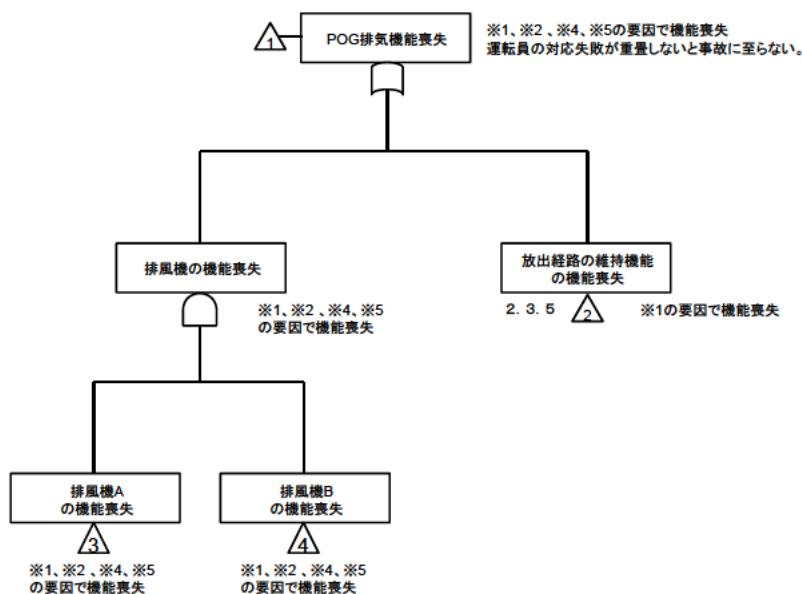 1
POG排気機能喪失
※1、※2 、※4、※5の要因で機能喪失
運転員の対応失敗が重畳しないと事故に至らない。
排風機の機能喪失
※1、※2 、※4、※5
の要因で機能喪失
放出経路の維持機能
の機能喪失
2. 3. 5
2
※1の要因で機能喪失
排風機A
の機能喪失
3
※1、※2 、※4、※5
の要因で機能喪失
排風機B
の機能喪失
4
※1、※2 、※4、※5
の要因で機能喪失